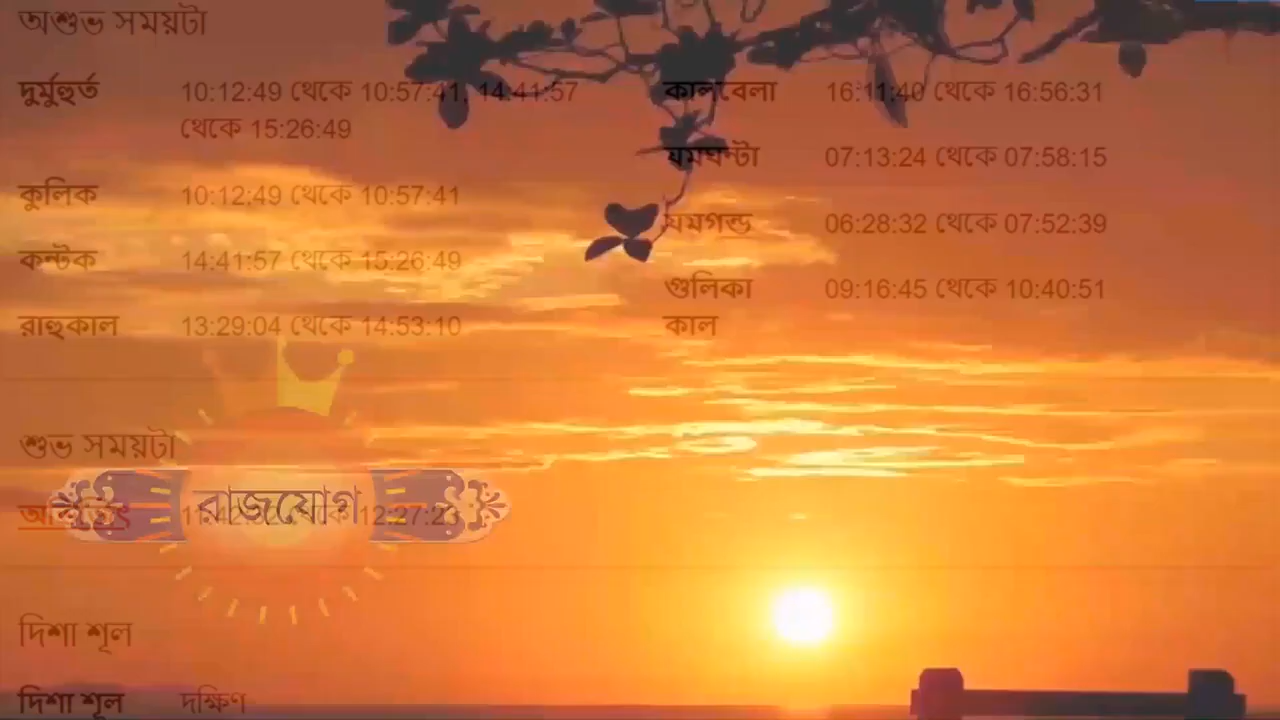 অশুভ সময়টা
দুর্মুহুর্ত 10:12:49 থেকে 10:57:41, 14:41:57 থেকে 15:26:49
কুলিক 10:12:49 থেকে 10:57:41
কন্টক 14:41:57 থেকে 15:26:49
রাহুকাল 13:29:04 থেকে 14:53:10
কালবেলা 16:11:40 থেকে 16:56:31
যমঘন্টা 07:13:24 থেকে 07:58:15
যমগন্ড 06:28:32 থেকে 07:52:39
গুলিকা কাল 09:16:45 থেকে 10:40:51
শুভ সময়টা
রাজযোগ
দিশা শূল
দিশা শূল দক্ষিণ